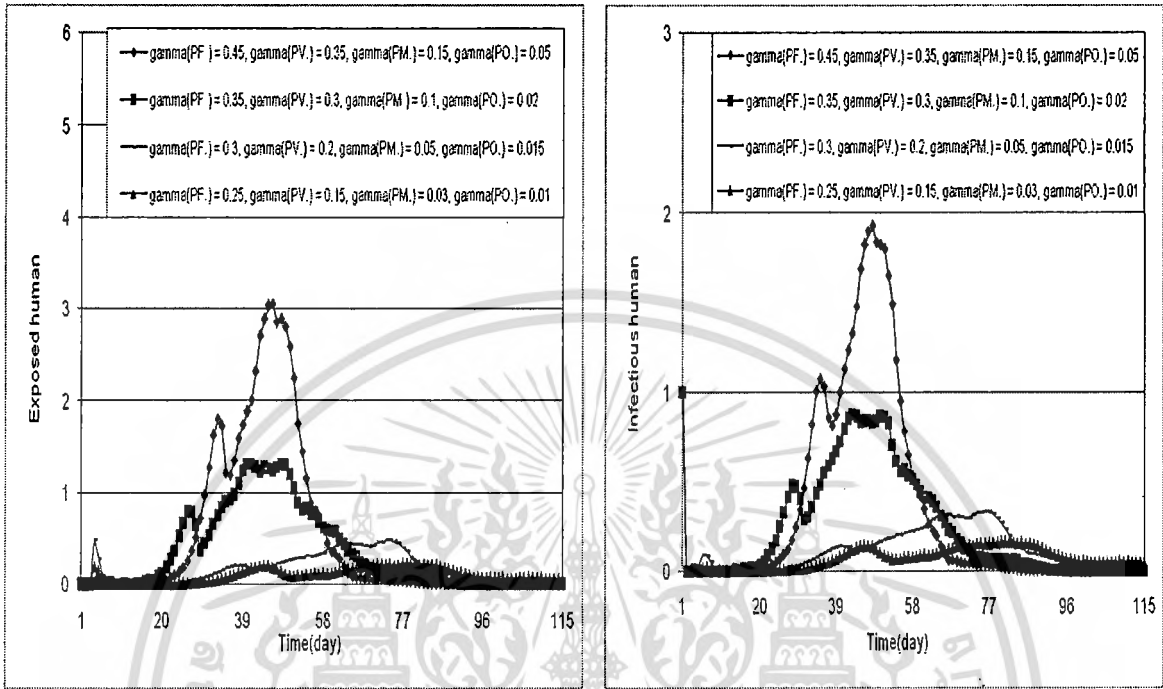 6
5
4
3
2
1
0
Exposed human
gamma(PF.) = 0.45, gamma(PV.) = 0.35, gamma(PM.) = 0.15, gamma(PO.) = 0.05
gamma(PF.) = 0.35, gamma(PV.) = 0.3, gamma(PM.) = 0.1, gamma(PO.) = 0.02
gamma(PF.) = 0.3, gamma(PV.) = 0.2, gamma(PM.) = 0.05, gamma(PO.) = 0.015
gamma(PF.) = 0.25, gamma(PV.) = 0.15, gamma(PM.) = 0.03, gamma(PO.) = 0.01
1 20 39 58 77 96 115
Time(day)
3
2
1
0
Infectious human
gamma(PF.) = 0.45, gamma(PV.) = 0.35, gamma(PM.) = 0.15, gamma(PO.) = 0.05
gamma(PF.) = 0.35, gamma(PV.) = 0.3, gamma(PM.) = 0.1, gamma(PO.) = 0.02
gamma(PF.) = 0.3, gamma(PV.) = 0.2, gamma(PM.) = 0.05, gamma(PO.) = 0.015
gamma(PF.) = 0.25, gamma(PV.) = 0.15, gamma(PM.) = 0.03, gamma(PO.) = 0.01
1 20 39 58 77 96 115
Time(day)